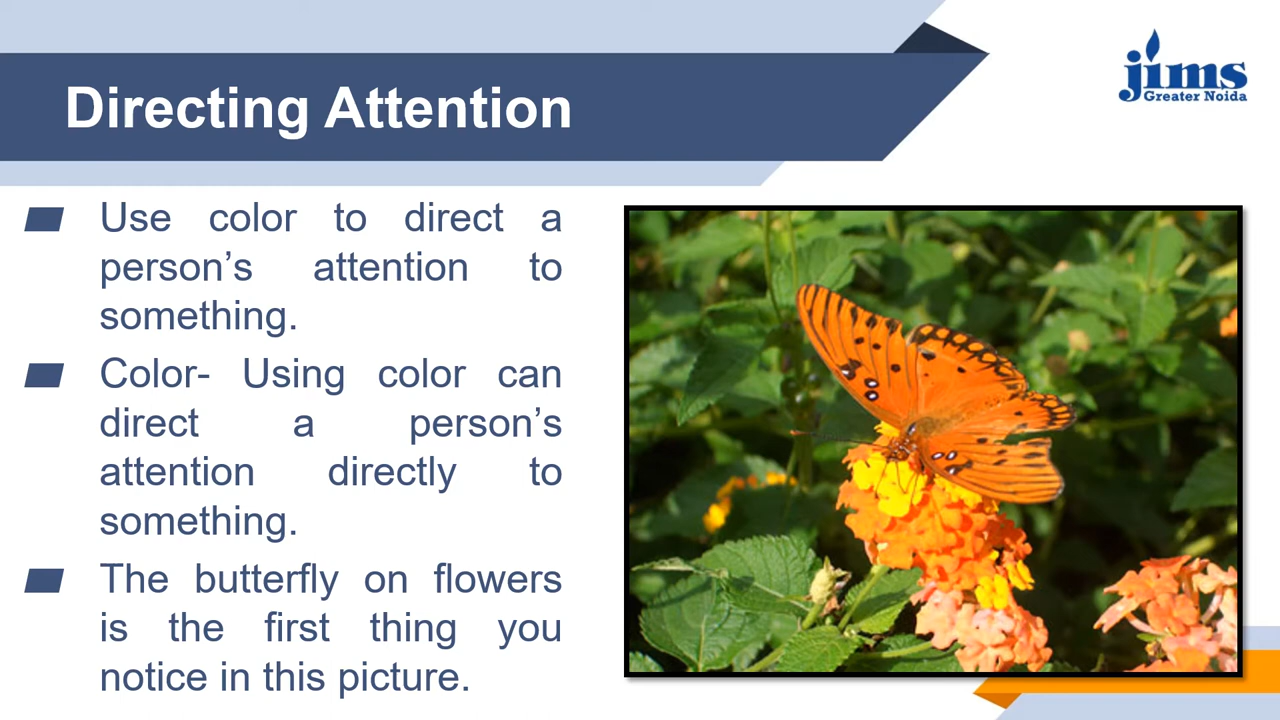 Directing Attention
jims
Greater Noida
Use color to direct a
person’s attention to
something.
Color- Using color can
direct a person’s
attention directly to
something.
The butterfly on flowers
is the first thing you
notice in this picture.